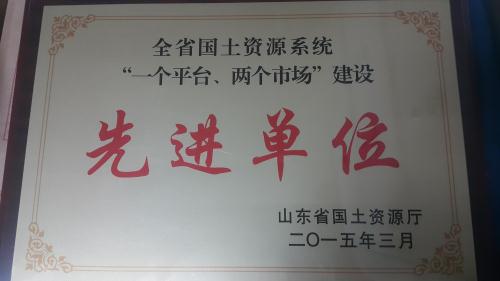 全省国土资源系统
“一个平台、两个市场”建设
先进单位
山东省国土资源厅
二〇一五年三月